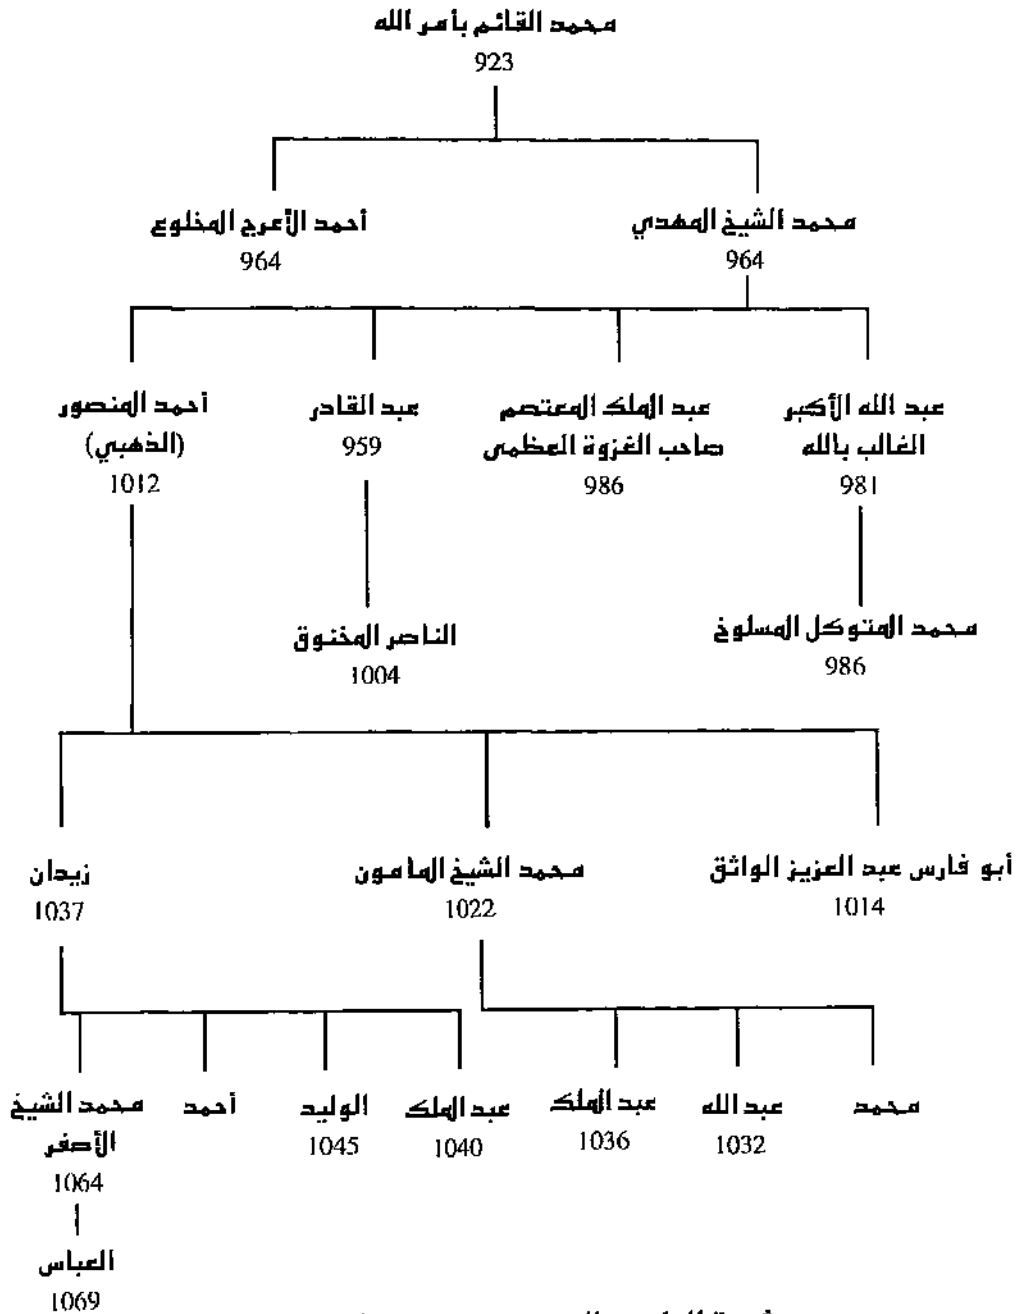 محمد القائم بأمر الله
923
محمد الشيخ المهدي
964
أحمد الأعرج المخلوع
964
عبد الله الأكبر
الغالب بالله
981
عبد الملك المعتصم
صاحب الغزوة العظمى
986
عبد القادر
959
أحمد المنصور
(الذهبي)
1012
محمد المتوكل المسلوخ
986
الناصر المخنوق
1004
أبو فارس عبد العزيز الواثق
1014
محمد الشيخ المامون
1022
زيدان
1037
محمد
عبد الله
1032
عبد الملك
1036
عبد الملك
1040
الوليد
1045
أحمد
محمد الشيخ
الأصغر
1064
العباس
1069